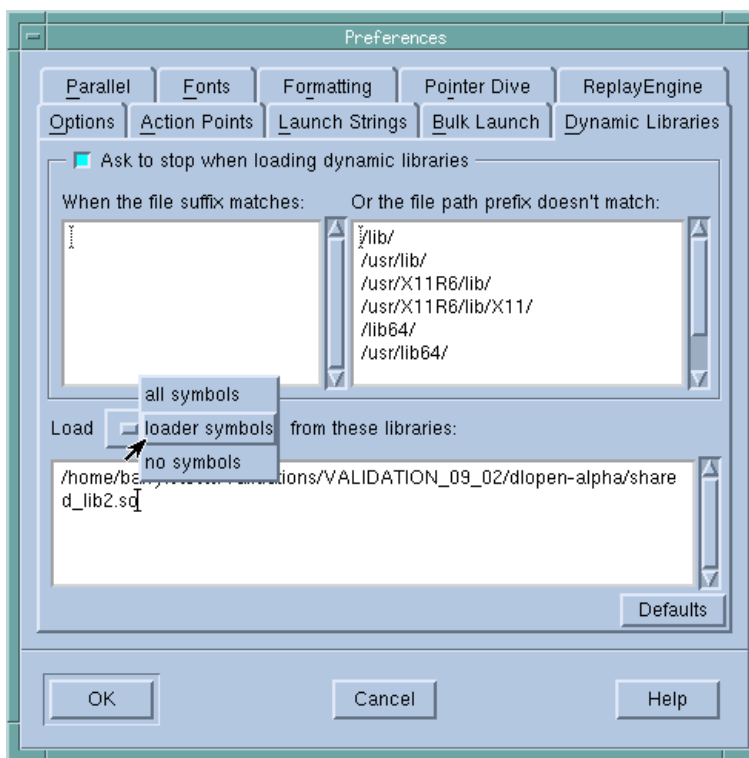 Preferences
Parallel Fonts Formatting Pointer Dive ReplayEngine
Options Action Points Launch Strings Bulk Launch Dynamic Libraries
Ask to stop when loading dynamic libraries
When the file suffix matches: Or the file path prefix doesn't match:
/lib/
/usr/lib/
/usr/X11R6/lib/
/usr/X11R6/lib/X11/
/lib64/
/usr/lib64/
all symbols
Load loader symbols from these libraries:
no symbols
/VALIDATION_09_02/dlopen-alpha/share
d_lib2.so
Defaults
OK Cancel Help